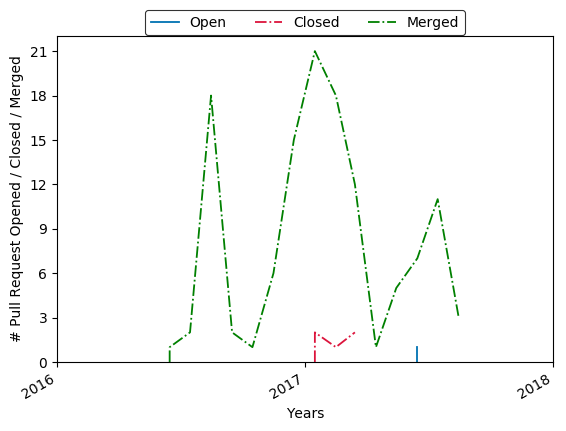 Open Closed Merged
# Pull Request Opened / Closed / Merged
21
18
15
12
9
6
3
0
2016 2017 2018
Years